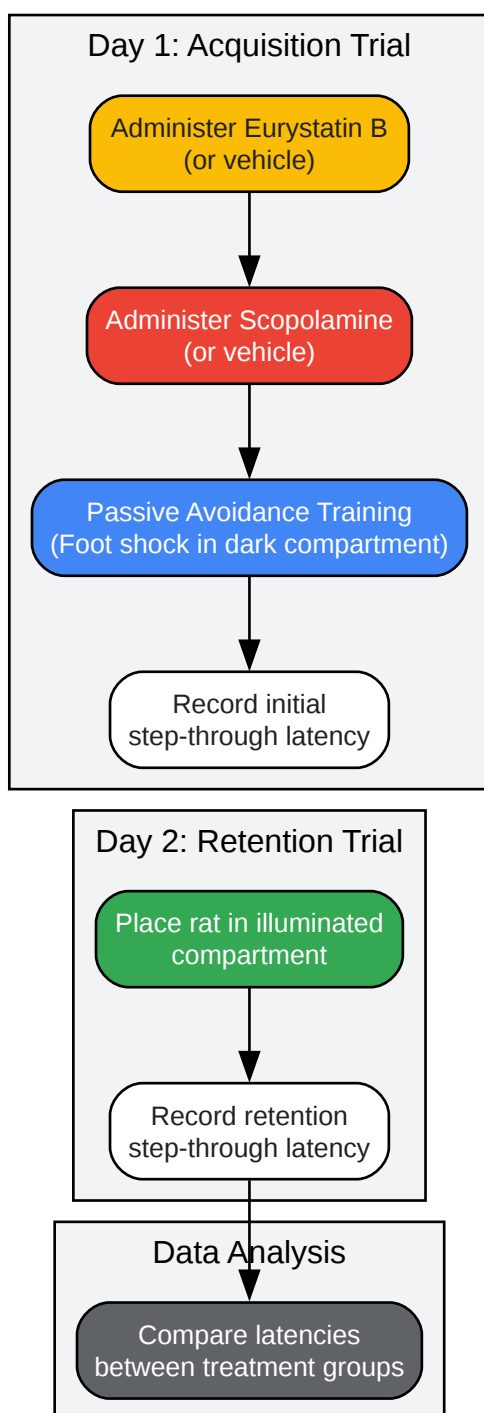 Day 1: Acquisition Trial
Administer Eurystatin B
(or vehicle)
Administer Scopolamine
(or vehicle)
Passive Avoidance Training
(Foot shock in dark compartment)
Record initial
step-through latency
Day 2: Retention Trial
Place rat in illuminated
compartment
Record retention
step-through latency
Data Analysis
Compare latencies
between treatment groups